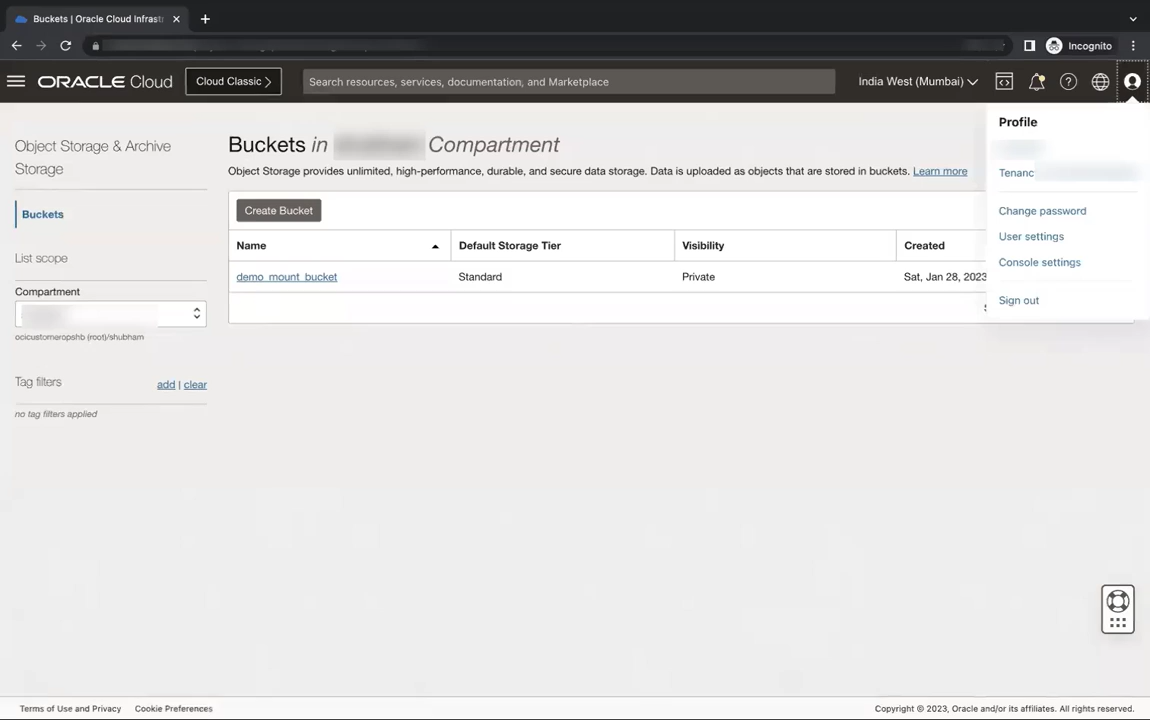 Buckets | Oracle Cloud Infrastr
Incognito
ORACLE Cloud
Cloud Classic
Search resources, services, documentation, and Marketplace
India West (Mumbai)
Profile
Tenanc
Change password
User settings
Console settings
Sign out
Object Storage & Archive
Storage
Buckets
List scope
Compartment
ocicustomeropshb (root)/shubham
Tag filters
add | clear
no tag filters applied
Buckets in Compartment
Object Storage provides unlimited, high-performance, durable, and secure data storage. Data is uploaded as objects that are stored in buckets. Learn more
Create Bucket
Name Default Storage Tier Visibility Created
demo_mount_bucket Standard Private Sat, Jan 28, 2023
Terms of Use and Privacy Cookie Preferences
Copyright © 2023, Oracle and/or its affiliates. All rights reserved.